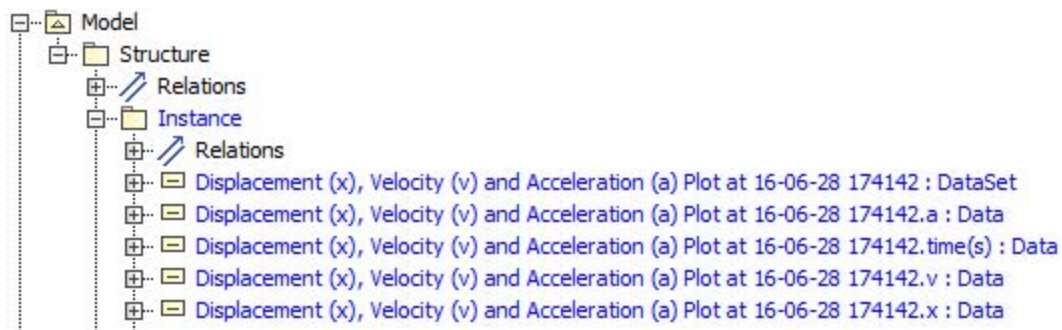 Model
Structure
Relations
Instance
Relations
Displacement (x), Velocity (v) and Acceleration (a) Plot at 16-06-28 174142 : DataSet
Displacement (x), Velocity (v) and Acceleration (a) Plot at 16-06-28 174142.a : Data
Displacement (x), Velocity (v) and Acceleration (a) Plot at 16-06-28 174142.time(s) : Data
Displacement (x), Velocity (v) and Acceleration (a) Plot at 16-06-28 174142.v : Data
Displacement (x), Velocity (v) and Acceleration (a) Plot at 16-06-28 174142.x : Data